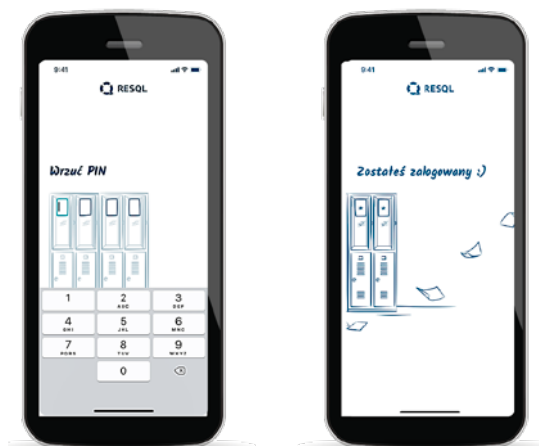 9:41
RESQL
Wrzuć PIN
1
2
ABC
3
DEF
4
GHI
5
JKL
6
MNO
7
PQRS
8
TUV
9
WXYZ
0
9:41
RESQL
Zostałeś zalogowany :)